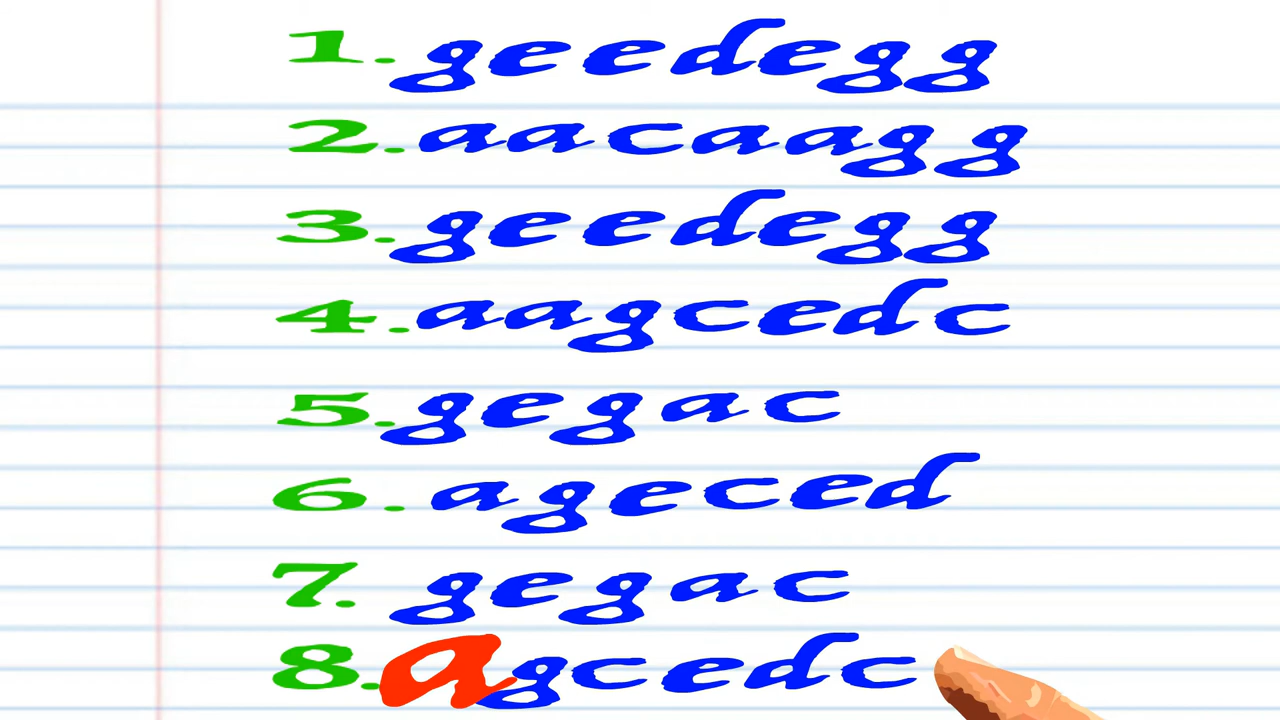 1. geedegg
2. aacaagg
3. geedegg
4. aagcedc
5. gegac
6. ageced
7. gegac
8. agcedc